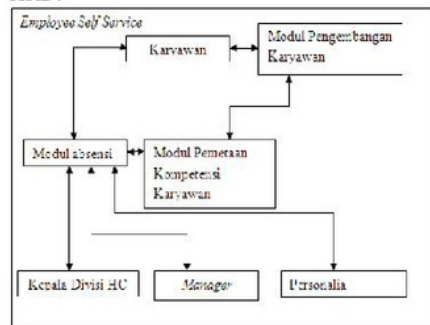 Employee Self Service
Karyawan
Modul Pengembangan
Karyawan
Modul absensi
Modul Pemetaan
Kompetensi
Karyawan
Kepala Divisi HC
Manager
Personalia